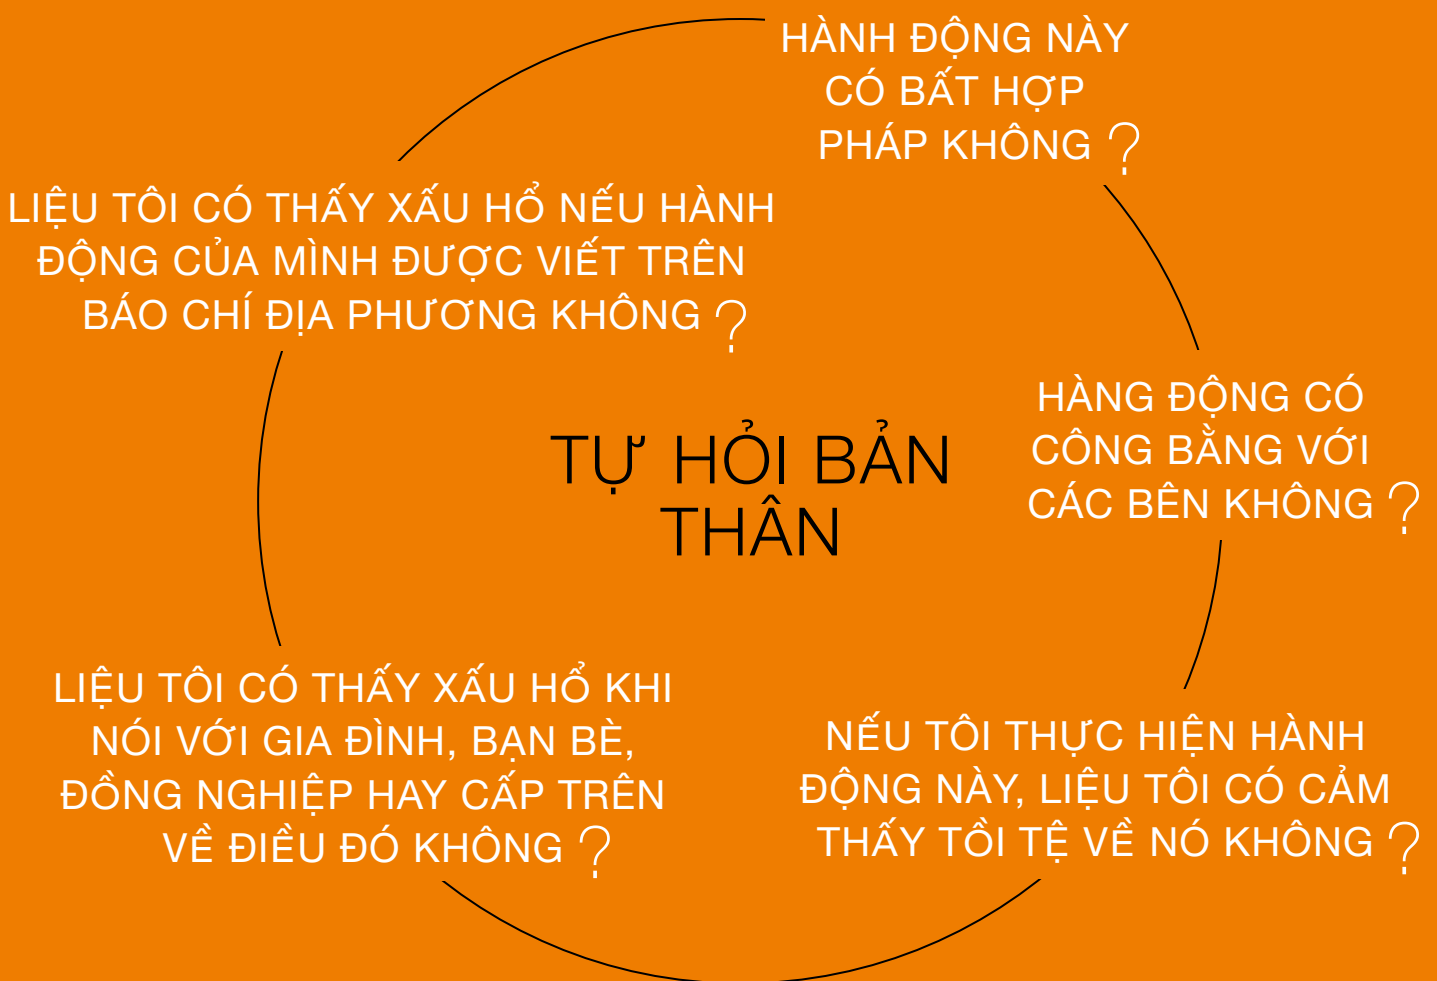 HÀNH ĐỘNG NÀY
CÓ BẤT HỢP
PHÁP KHÔNG ?
LIỆU TÔI CÓ THẤY XẤU HỔ NẾU HÀNH
ĐỘNG CỦA MÌNH ĐƯỢC VIẾT TRÊN
BÁO CHÍ ĐỊA PHƯƠNG KHÔNG ?
HÀNG ĐỘNG CÓ
CÔNG BẰNG VỚI
CÁC BÊN KHÔNG ?
TỰ HỎI BẢN
THÂN
LIỆU TÔI CÓ THẤY XẤU HỔ KHI
NÓI VỚI GIA ĐÌNH, BẠN BÈ,
ĐỒNG NGHIỆP HAY CẤP TRÊN
VỀ ĐIỀU ĐÓ KHÔNG ?
NẾU TÔI THỰC HIỆN HÀNH
ĐỘNG NÀY, LIỆU TÔI CÓ CẢM
THẤY TỒI TỆ VỀ NÓ KHÔNG ?